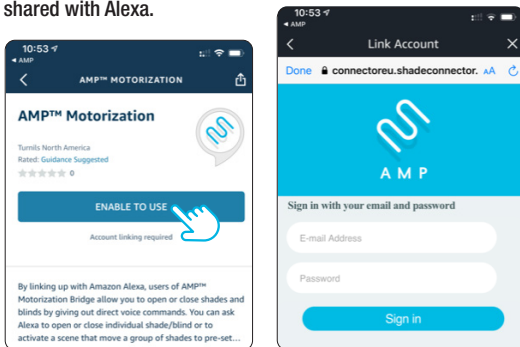 shared with Alexa.
10:53
◂ AMP
AMP™ MOTORIZATION
AMP™ Motorization
Turnils North America
Rated: Guidance Suggested
0
ENABLE TO USE
Account linking required
By linking up with Amazon Alexa, users of AMP™
Motorization Bridge allow you to open or close shades and
blinds by giving out direct voice commands. You can ask
Alexa to open or close individual shade/blind or to
activate a scene that move a group of shades to pre-set...
10:53
◂ AMP
Link Account
Done connectoreu.shadeconnector. AA
AMP
Sign in with your email and password
E-mail Address
Password
Sign in